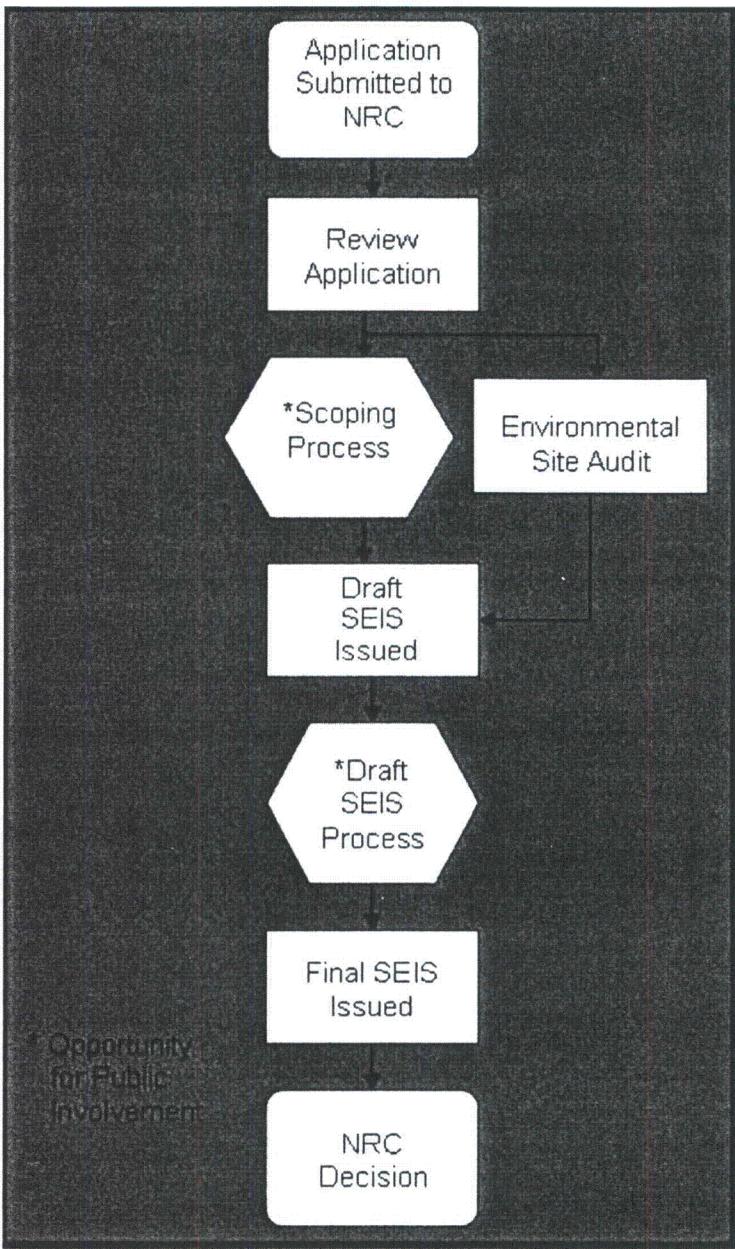 Application
Submitted to
NRC
Review
Application
*Scoping
Process
Environmental
Site Audit
Draft
SEIS
Issued
*Draft
SEIS
Process
Final SEIS
Issued
* Opportunity
for Public
Involvement
NRC
Decision